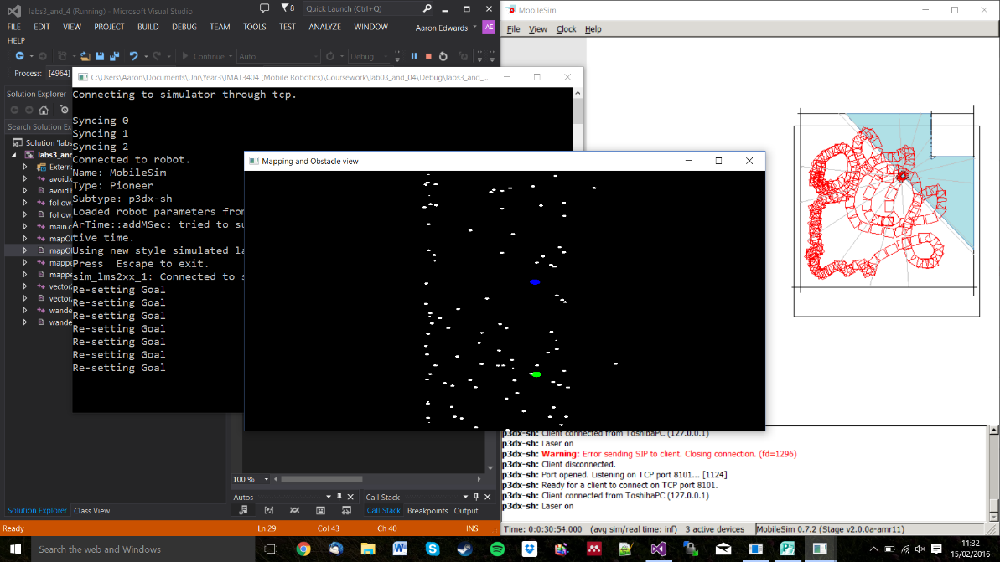 labs3_and_4 (Running) - Microsoft Visual Studio
8
Quick Launch (Ctrl+Q)
FILE EDIT VIEW PROJECT BUILD DEBUG TEAM TOOLS TEST ANALYZE WINDOW
Aaron Edwards
AE
HELP
Continue
Auto
Debug
Process: [4964]
Solution Explorer
Search Solution Ex
Solution 'labs
labs3_and
Extern
avoid.
avoid.
follow
follow
main.c
mapOl
mapOl
mappe
mappe
vector
vector
wande
wande
Solution Explorer Class View
100 %
Autos
Call Stack
Call Stack Breakpoints Output
Ready
Ln 29
Col 43
Ch 40
INS
C:\Users\Aaron\Documents\Uni\Year3\IMAT3404 (Mobile Robotics)\Coursework\lab03_and_04\Debug\labs3_and_...
Connecting to simulator through tcp.
Syncing 0
Syncing 1
Syncing 2
Connected to robot.
Name: MobileSim
Type: Pioneer
Subtype: p3dx-sh
Loaded robot parameters from
ArTime::addMSec: tried to su
tive time.
Using new style simulated la
Press  Escape to exit.
sim_lms2xx_1: Connected to s
Re-setting Goal
Re-setting Goal
Re-setting Goal
Re-setting Goal
Re-setting Goal
Re-setting Goal
Re-setting Goal
Mapping and Obstacle view
MobileSim
File View Clock Help
p3dx-sh: Client connected from ToshibaPC (127.0.0.1)
p3dx-sh: Laser on
p3dx-sh: Warning: Error sending SIP to client. Closing connection. (fd=1296)
p3dx-sh: Client disconnected.
p3dx-sh: Port opened. Listening on TCP port 8101... [1124]
p3dx-sh: Ready for a client to connect on TCP port 8101.
p3dx-sh: Client connected from ToshibaPC (127.0.0.1)
p3dx-sh: Laser on
Time: 0:0:30:54.000 (avg sim/real time: inf) 3 active devices
MobileSim 0.7.2 (Stage v2.0.0a-amr11)
Search the web and Windows
11:32
15/02/2016